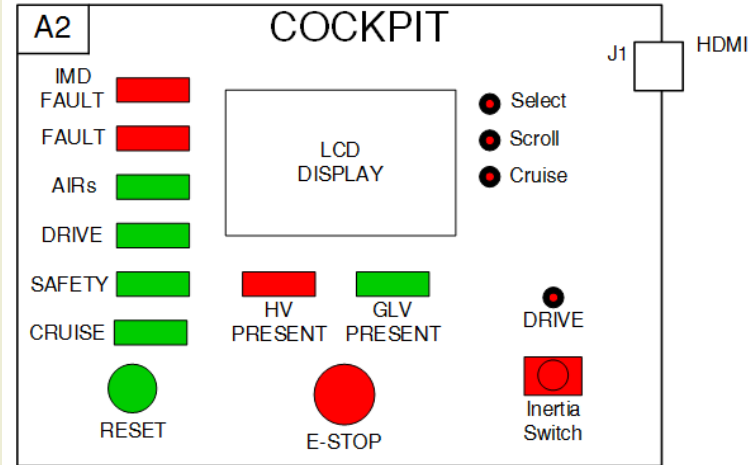 A2
COCKPIT
J1
HDMI
IMD
FAULT
FAULT
AIRs
DRIVE
SAFETY
CRUISE
LCD
DISPLAY
Select
Scroll
Cruise
HV
PRESENT
GLV
PRESENT
DRIVE
RESET
E-STOP
Inertia
Switch